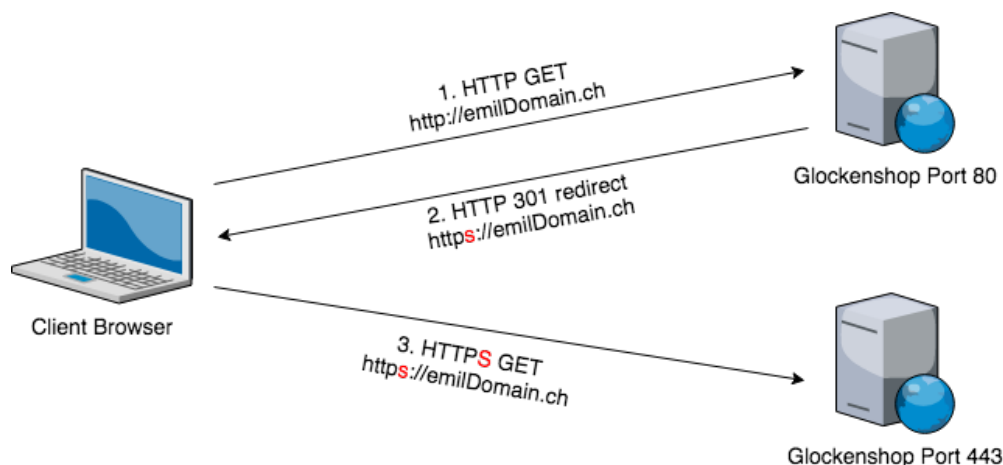 1. HTTP GET
http://emilDomain.ch
Glockenshop Port 80
2. HTTP 301 redirect
https://emilDomain.ch
Client Browser
3. HTTPS GET
https://emilDomain.ch
Glockenshop Port 443